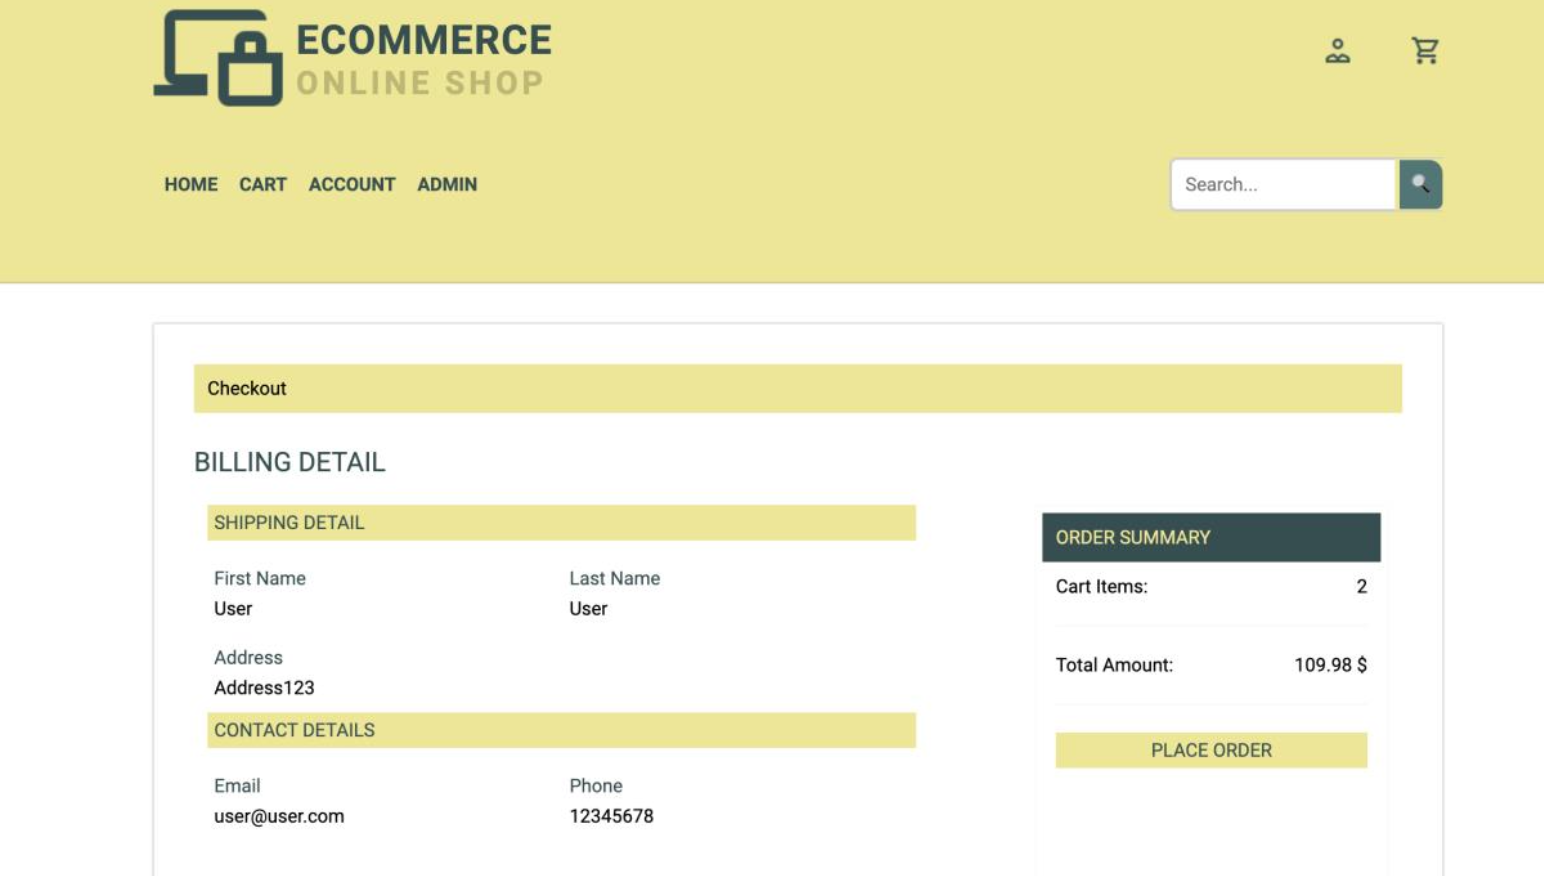 ECOMMERCE
ONLINE SHOP
HOME CART ACCOUNT ADMIN
Search...
Checkout
BILLING DETAIL
SHIPPING DETAIL
First Name Last Name
User User
Address
Address123
CONTACT DETAILS
Email Phone
user@user.com 12345678
ORDER SUMMARY
Cart Items: 2
Total Amount: 109.98 $
PLACE ORDER